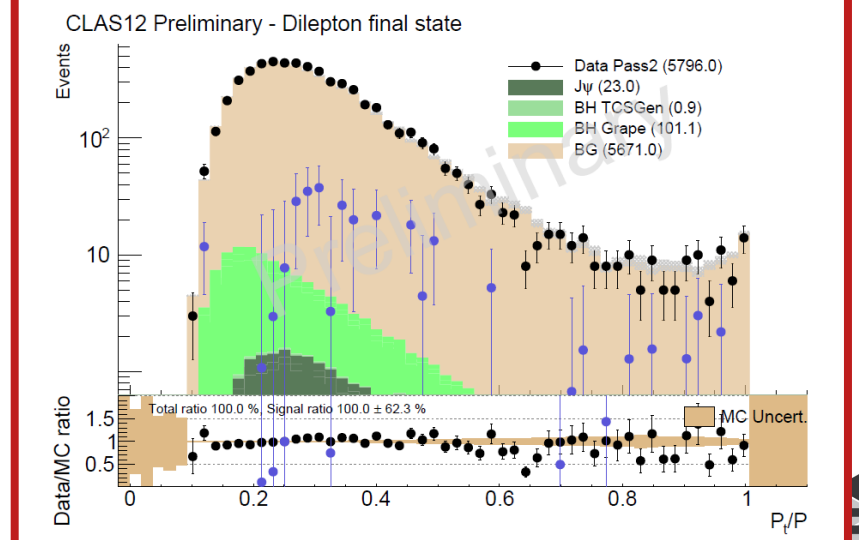 CLAS12 Preliminary - Dilepton final state
Events
10²
10
Data Pass2 (5796.0)
Jψ (23.0)
BH TCSGen (0.9)
BH Grape (101.1)
BG (5671.0)
Preliminary
Data/MC ratio
1.5
1
0.5
Total ratio 100.0 %, Signal ratio 100.0 ± 62.3 %
MC Uncert.
0 0.2 0.4 0.6 0.8 1
Pt/P